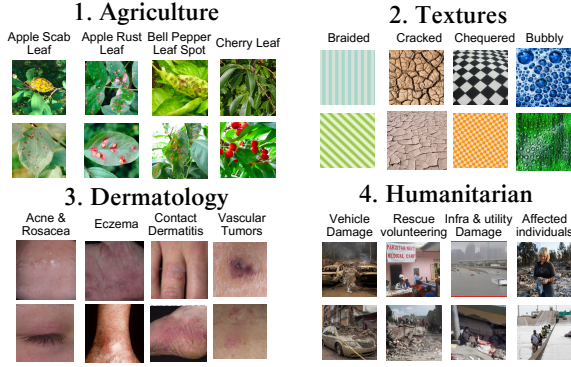 1. Agriculture
Apple Scab Leaf
Apple Rust Leaf
Bell Pepper Leaf Spot
Cherry Leaf
2. Textures
Braided
Cracked
Chequered
Bubbly
3. Dermatology
Acne & Rosacea
Eczema
Contact Dermatitis
Vascular Tumors
4. Humanitarian
Vehicle Damage
Rescue volunteering
Infra & utility Damage
Affected individuals
MEDICAL CAMP